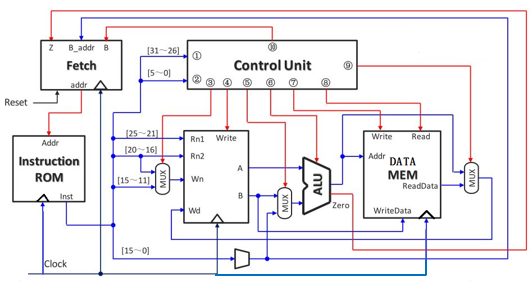 Z B_addr B
Fetch
addr
Reset
Addr
Instruction
ROM
Inst
Clock
[31~26]
[5~0]
① Control Unit ⑩ ⑨
② ③ ④ ⑤ ⑥ ⑦ ⑧
[25~21]
[20~16]
[15~11]
[15~0]
MUX
Rn1 Write
Rn2
Wn
Wd
A
B
MUX
ALU
Zero
Write Read
Addr DATA
MEM
ReadData
WriteData
MUX